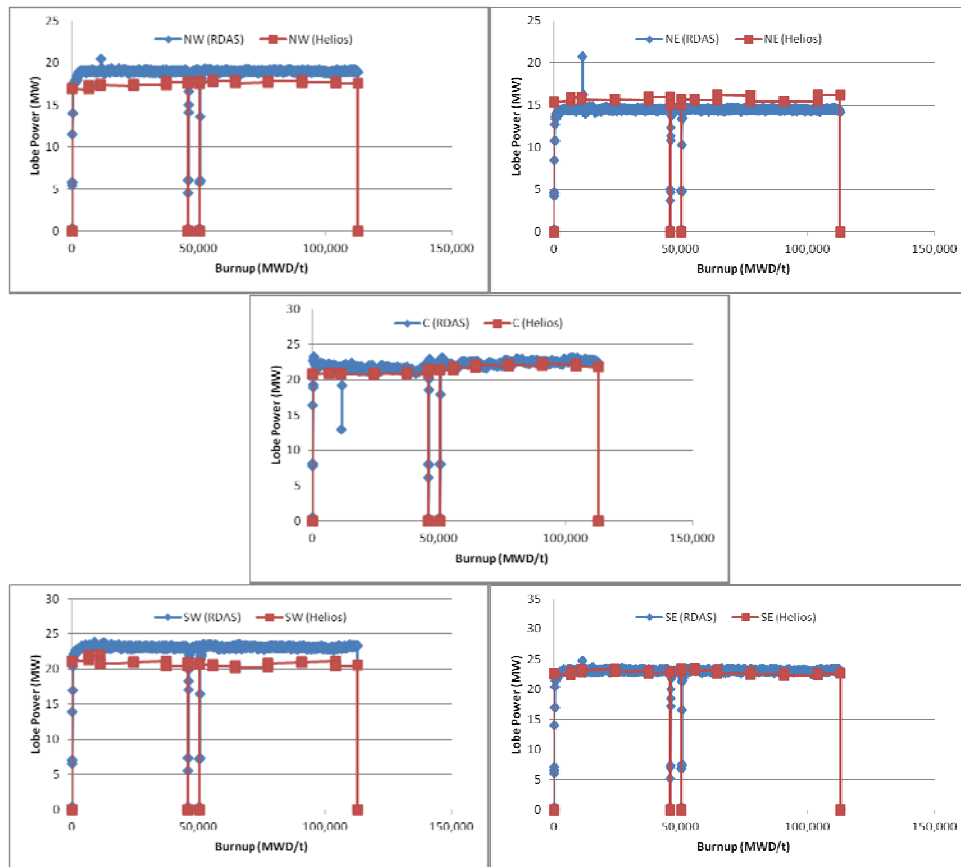 NW (RDAS) NW (Helios)
Lobe Power (MW)
25
20
15
10
5
0
0 50,000 100,000 150,000
Burnup (MWD/t)
NE (RDAS) NE (Helios)
Lobe Power (MW)
25
20
15
10
5
0
0 50,000 100,000 150,000
Burnup (MWD/t)
C (RDAS) C (Helios)
Lobe Power (MW)
30
25
20
15
10
5
0
0 50,000 100,000 150,000
Burnup (MWD/t)
SW (RDAS) SW (Helios)
Lobe Power (MW)
30
25
20
15
10
5
0
0 50,000 100,000 150,000
Burnup (MWD/t)
SE (RDAS) SE (Helios)
Lobe Power (MW)
35
30
25
20
15
10
5
0
0 50,000 100,000 150,000
Burnup (MWD/t)